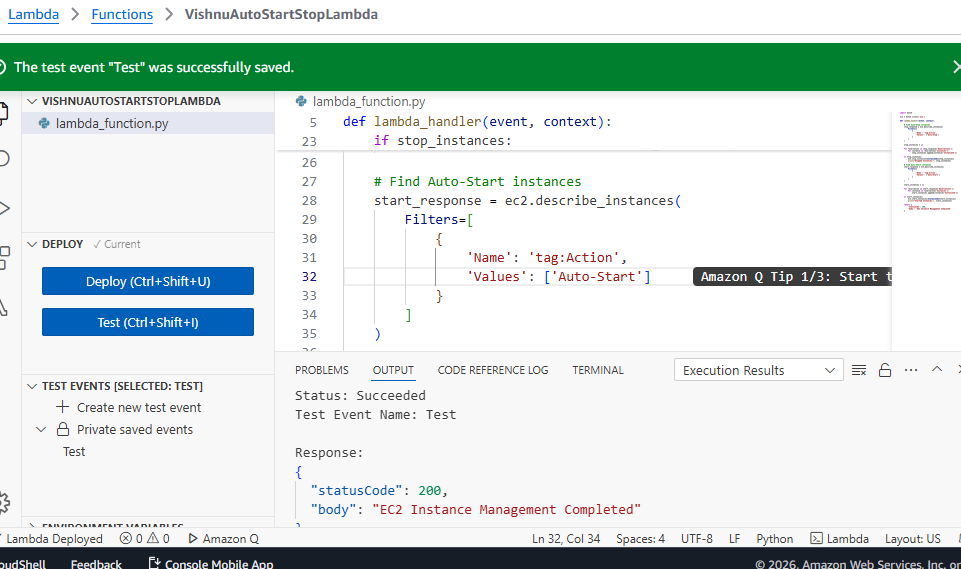 Lambda > Functions > VishnuAutoStartStopLambda
The test event "Test" was successfully saved.
VISHNUAUTOSTARTSTOPLAMBDA
lambda_function.py
DEPLOY ✓ Current
Deploy (Ctrl+Shift+U)
Test (Ctrl+Shift+I)
TEST EVENTS [SELECTED: TEST]
+ Create new test event
Private saved events
Test
ENVIRONMENT VARIABLES
lambda_function.py
5 def lambda_handler(event, context):
23 if stop_instances:
26
27 # Find Auto-Start instances
28 start_response = ec2.describe_instances(
29 Filters=[
30 {
31 'Name': 'tag:Action',
32 'Values': ['Auto-Start'] Amazon Q Tip 1/3: Start t
33 }
34 ]
35 )
36
PROBLEMS OUTPUT CODE REFERENCE LOG TERMINAL Execution Results
Status: Succeeded
Test Event Name: Test
Response:
{
"statusCode": 200,
"body": "EC2 Instance Management Completed"
}
Lambda Deployed 0 0 Amazon Q Ln 32, Col 34 Spaces: 4 UTF-8 LF Python Lambda Layout: US
oudShell Feedback Console Mobile App © 2026, Amazon Web Services, Inc. or